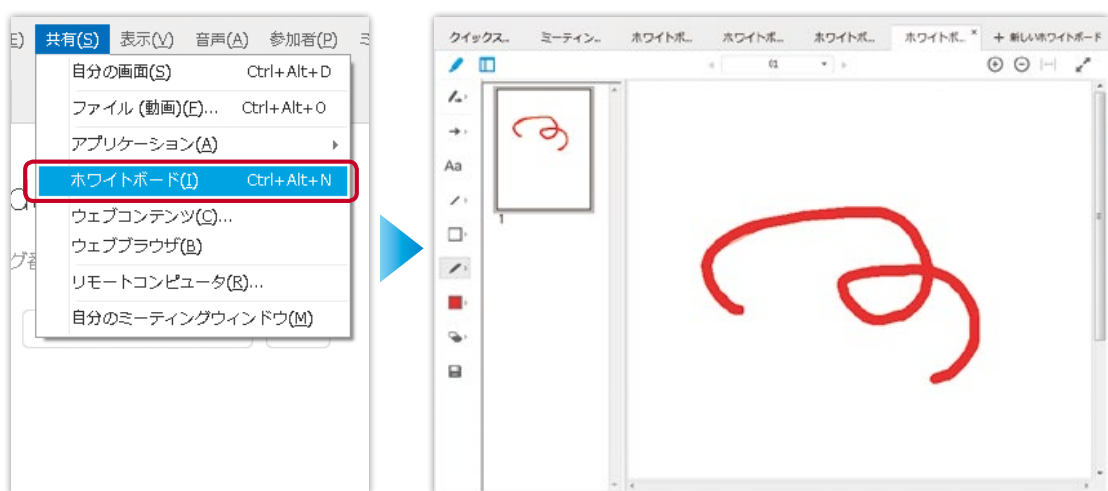 E) 共有(S) 表示(V) 音声(A) 参加者(P) ミ
自分の画面(S) Ctrl+Alt+D
ファイル (動画)(F)... Ctrl+Alt+O
アプリケーション(A)
ホワイトボード(I) Ctrl+Alt+N
ウェブコンテンツ(C)...
ウェブブラウザ(B)
リモートコンピュータ(R)...
自分のミーティングウィンドウ(M)
クイックス... ミーティン... ホワイトボ... ホワイトボ... ホワイトボ... ホワイトボ... × + 新しいホワイトボード
Aa
1